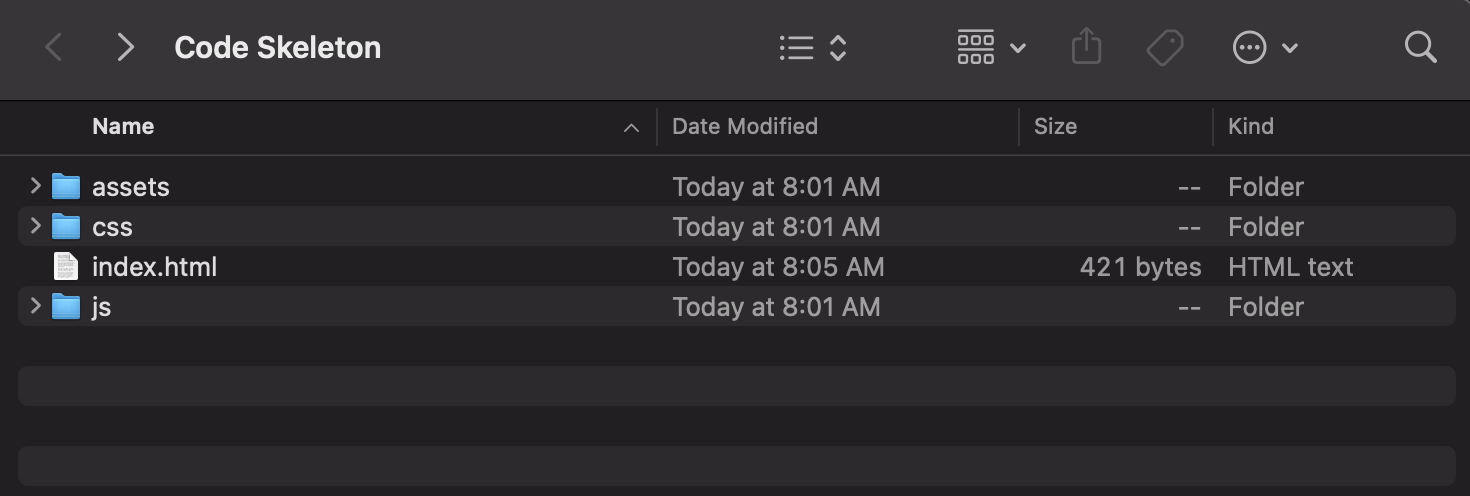 Code Skeleton
Name Date Modified Size Kind
assets Today at 8:01 AM -- Folder
css Today at 8:01 AM -- Folder
index.html Today at 8:05 AM 421 bytes HTML text
js Today at 8:01 AM -- Folder